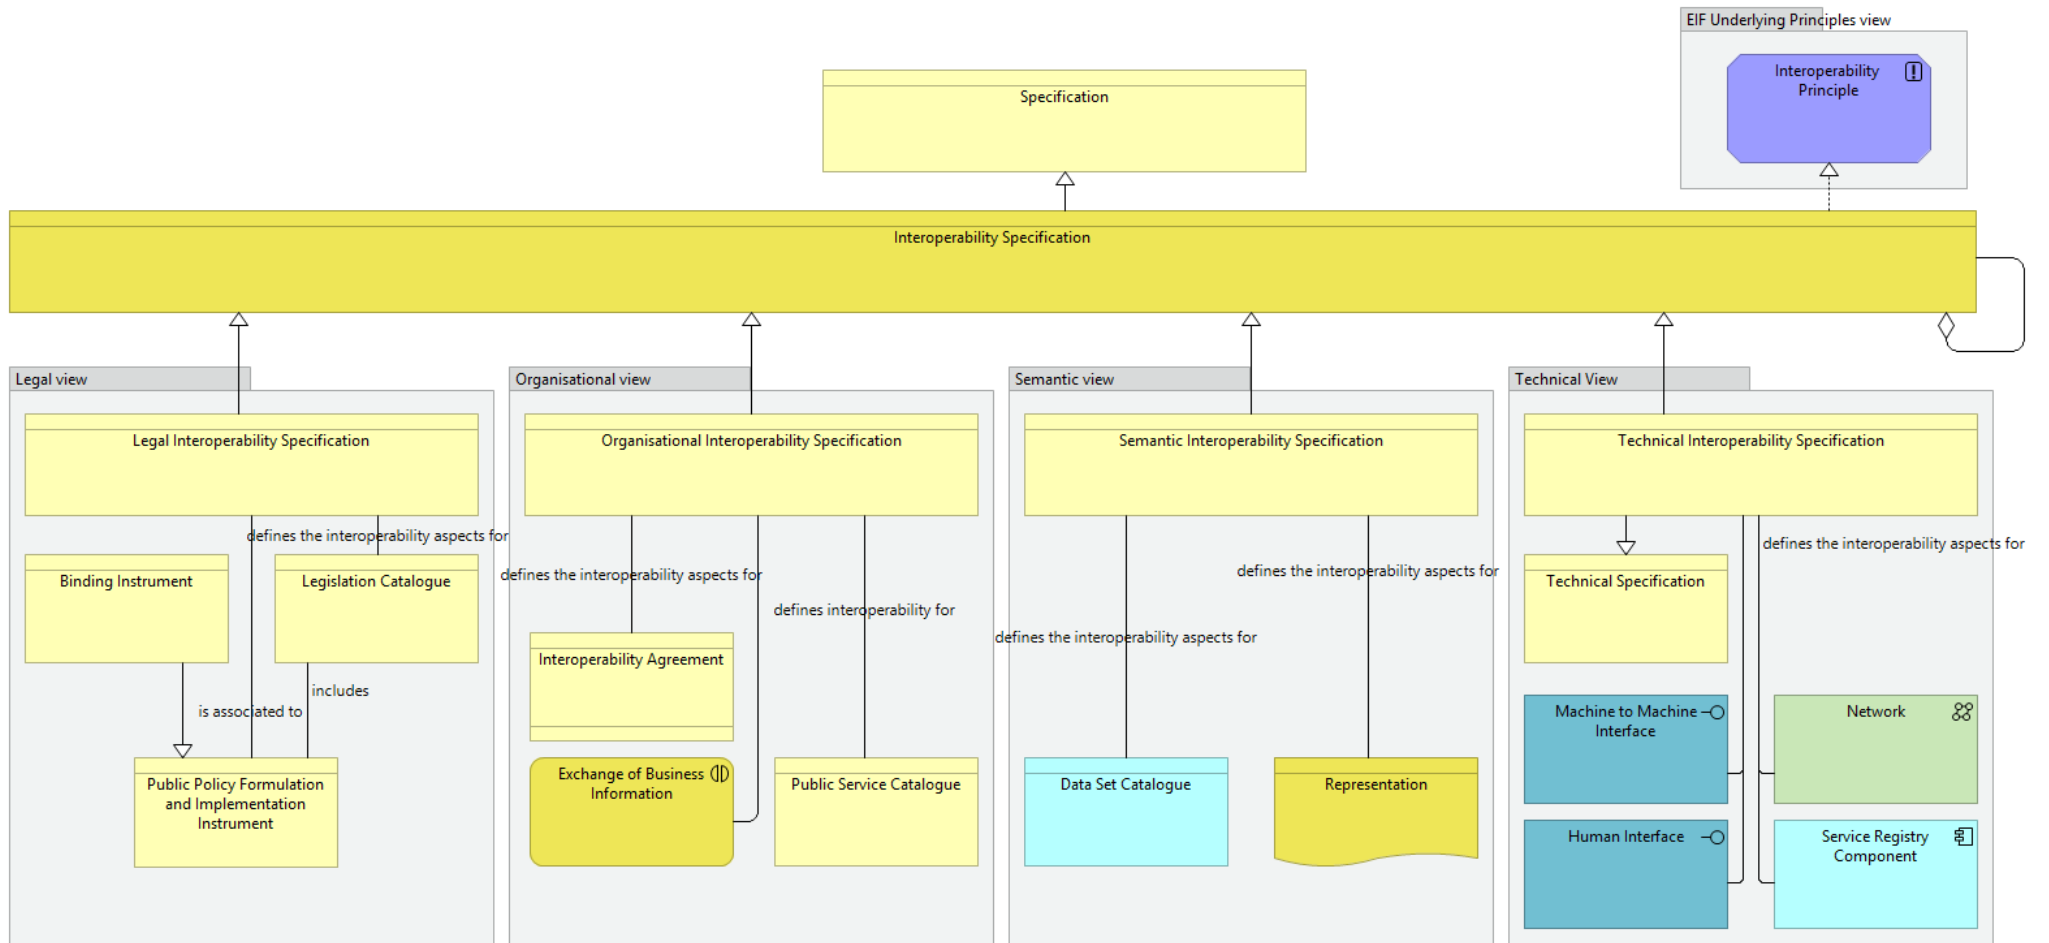 EIF Underlying Principles view
Interoperability
Principle
Specification
Interoperability Specification
Legal view
Legal Interoperability Specification
defines the interoperability aspects for
Binding Instrument
Legislation Catalogue
includes
is associated to
Public Policy Formulation
and Implementation
Instrument
Organisational view
Organisational Interoperability Specification
defines the interoperability aspects for
defines interoperability for
Interoperability Agreement
Exchange of Business
Information
Public Service Catalogue
Semantic view
Semantic Interoperability Specification
defines the interoperability aspects for
defines the interoperability aspects for
Data Set Catalogue
Representation
Technical View
Technical Interoperability Specification
defines the interoperability aspects for
Technical Specification
Machine to Machine
Interface
Network
Human Interface
Service Registry
Component